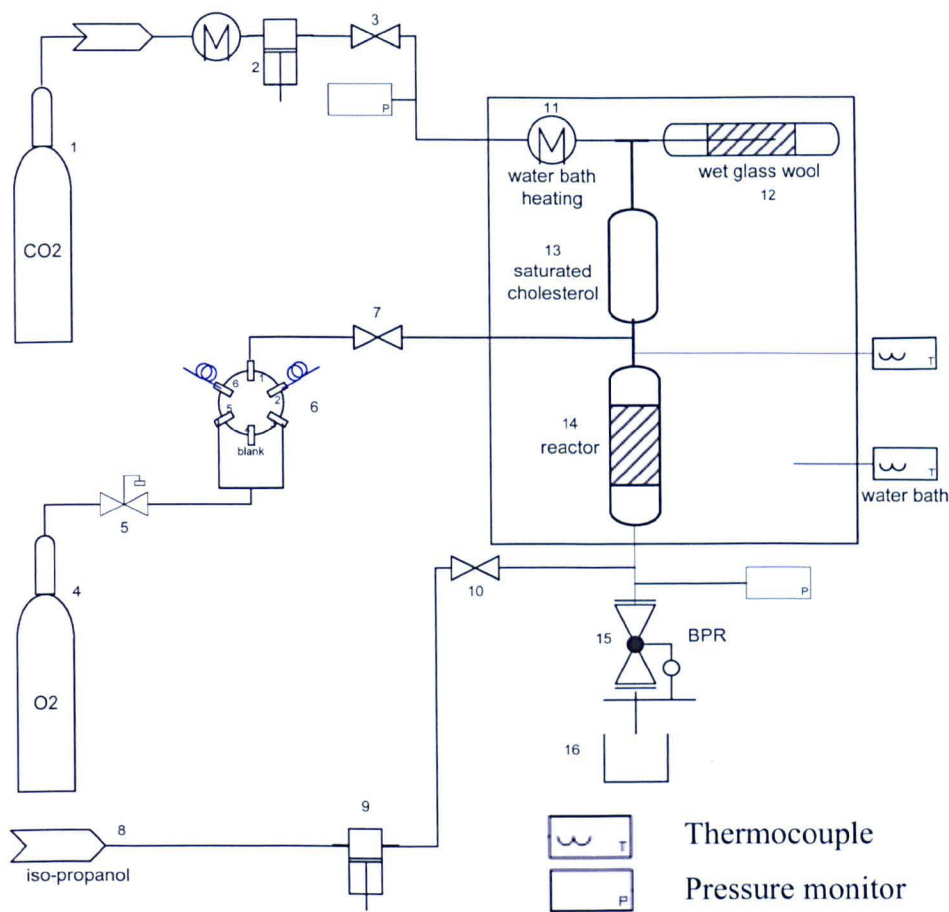 3
2
P
1
CO2
11
water bath
heating
wet glass wool
12
13
saturated
cholesterol
7
T
6
1
2
5
4
blank
6
14
reactor
T
water bath
5
4
O2
10
P
15
BPR
16
9
8
iso-propanol
T
Thermocouple
P
Pressure monitor